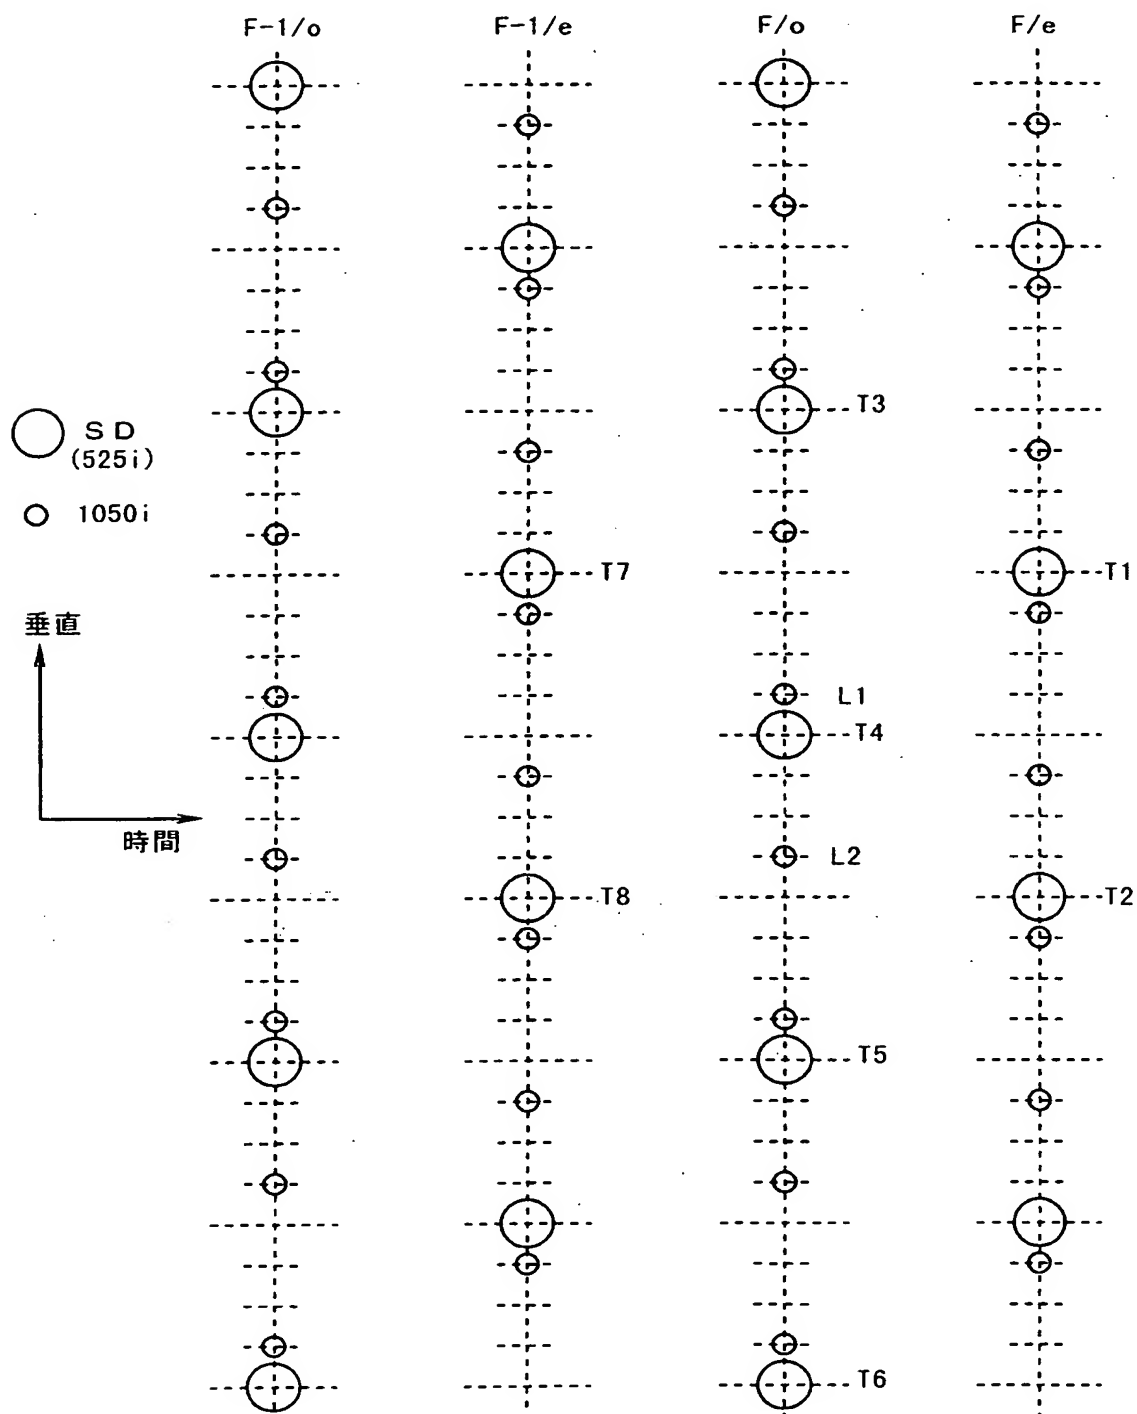 F-1/o F-1/e F/o F/e
T3
SD
(525i)
1050i
T7 T1
垂直
L1
T4
時間
L2
T8 T2
T5
T6